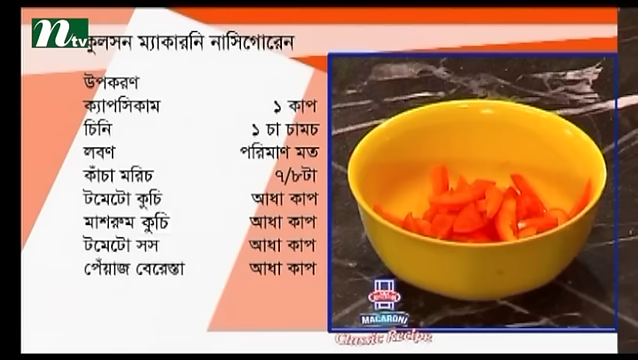 ntv
কুলসন ম্যাকারনি নাসিগোরেন
উপকরণ
ক্যাপসিকাম ১ কাপ
চিনি ১ চা চামচ
লবণ পরিমাণ মত
কাঁচা মরিচ ৭/৮টা
টমেটো কুচি আধা কাপ
মাশরুম কুচি আধা কাপ
টমেটো সস আধা কাপ
পেঁয়াজ বেরেস্তা আধা কাপ
MACARONI
Classic Recipe